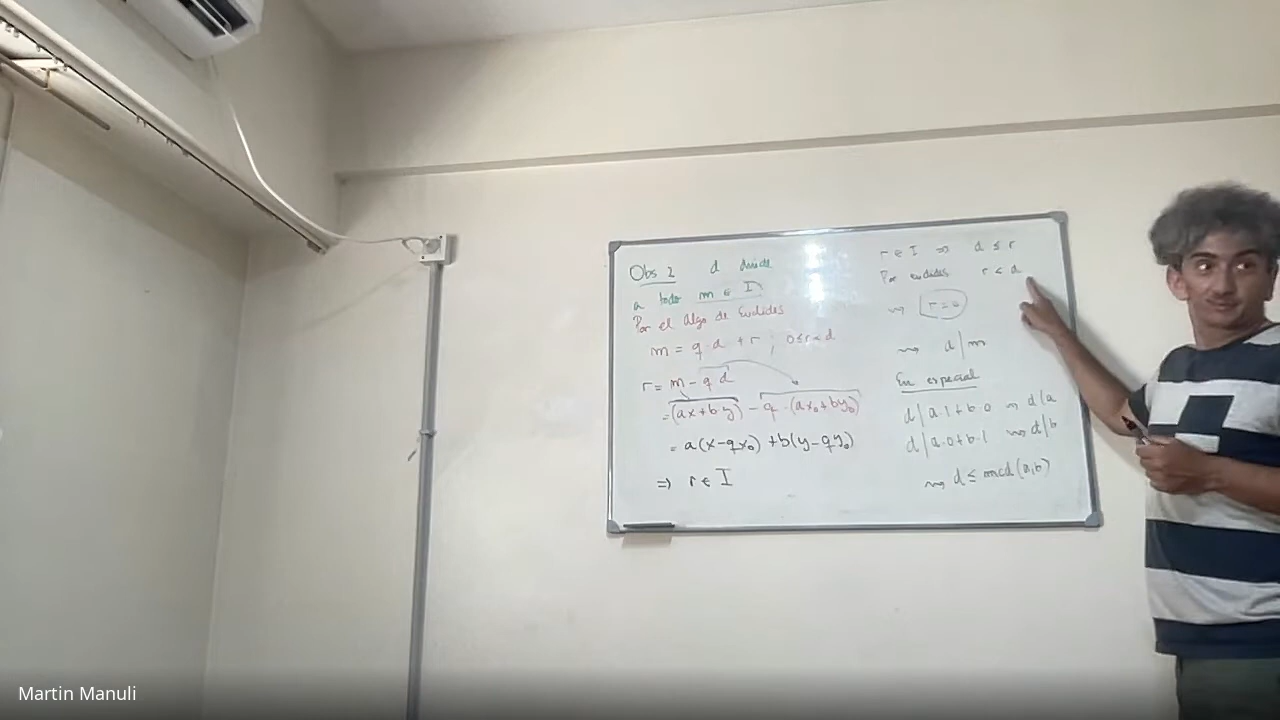 Obs 2 d divide
a todo m ∈ I
Por el Algo de Euclides
m = q·d + r ; 0≤r<d
r = m - q d
= (ax+by) - q·(ax₀+by₀)
= a(x-qx₀) + b(y-qy₀)
⇒ r ∈ I
r ∈ I ⇒ d ≤ r
Por euclides r < d
⇝ r=0
⇝ d|m
En especial
d|a·1+b·0 ⇝ d|a
d|a·0+b·1 ⇝ d|b
⇝ d ≤ mcd(a,b)
Martin Manuli